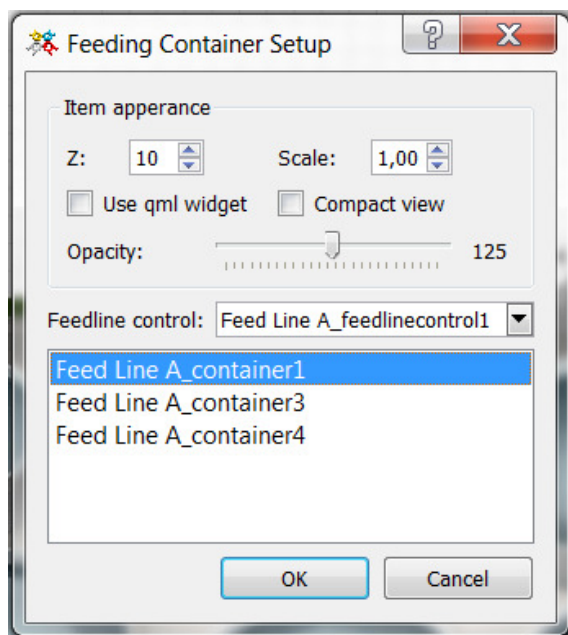 Feeding Container Setup
Item apperance
Z: 10 Scale: 1,00
Use qml widget Compact view
Opacity: 125
Feedline control: Feed Line A_feedlinecontrol1
Feed Line A_container1
Feed Line A_container3
Feed Line A_container4
OK Cancel